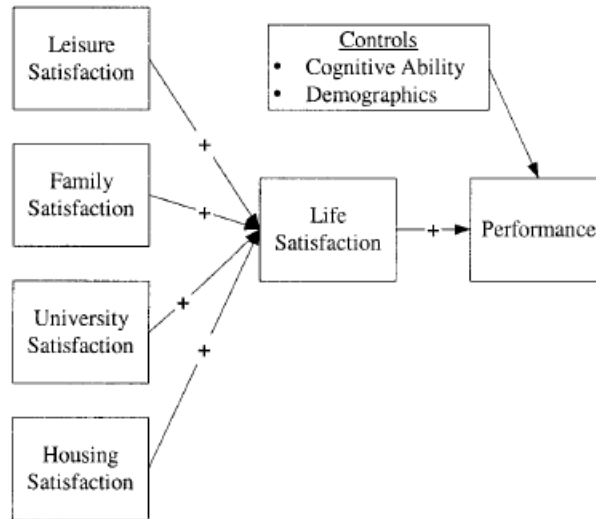 Leisure
Satisfaction
Controls
• Cognitive Ability
• Demographics
+
Family
Satisfaction
+
Life
Satisfaction
+
Performance
+
University
Satisfaction
+
Housing
Satisfaction